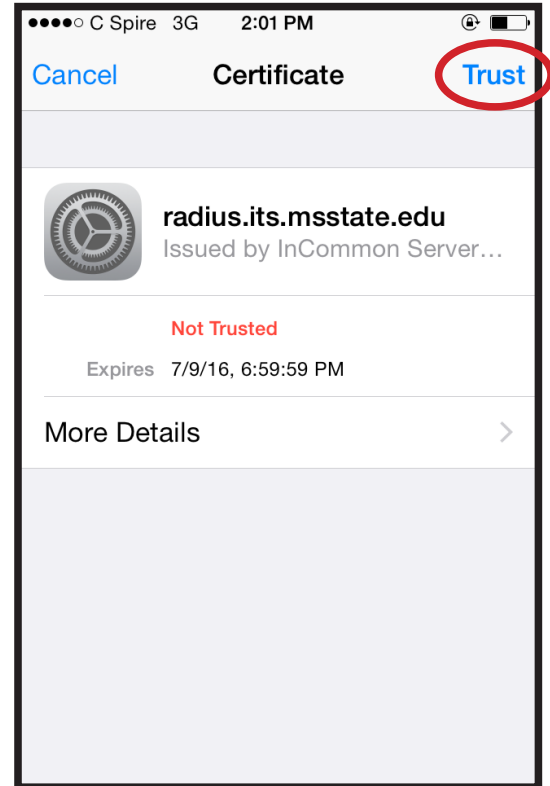 C Spire 3G 2:01 PM
Cancel Certificate Trust
radius.its.msstate.edu
Issued by InCommon Server...
Not Trusted
Expires 7/9/16, 6:59:59 PM
More Details